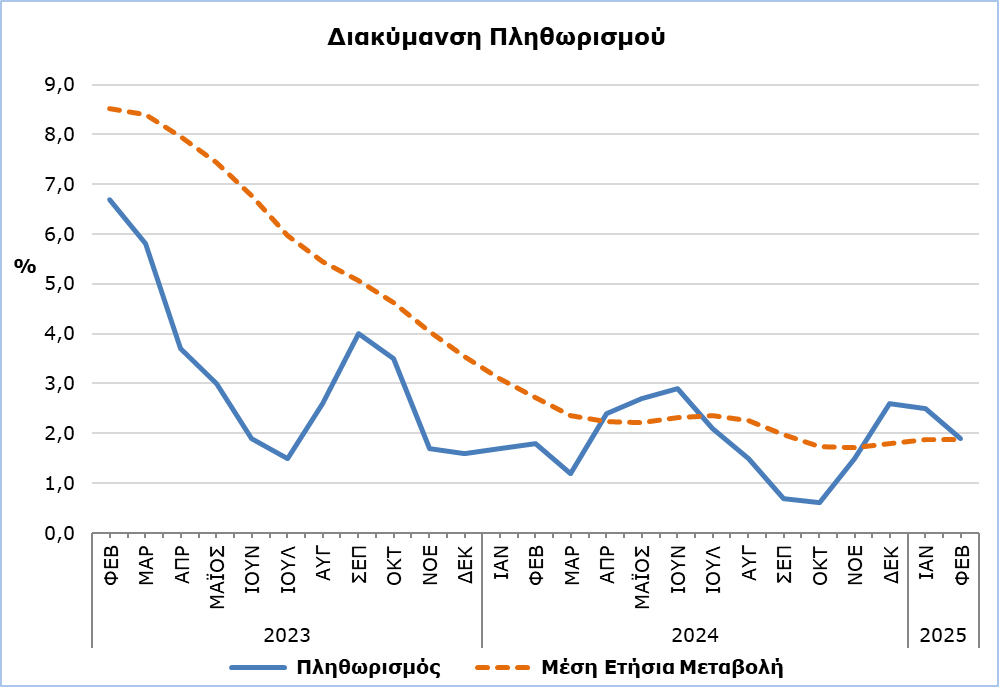 Διακύμανση Πληθωρισμού
9,0
8,0
7,0
6,0
%
5,0
4,0
3,0
2,0
1,0
0,0
ΦΕΒ ΜΑΡ ΑΠΡ ΜΑΪΟΣ ΙΟΥΝ ΙΟΥΛ ΑΥΓ ΣΕΠ ΟΚΤ ΝΟΕ ΔΕΚ ΙΑΝ ΦΕΒ ΜΑΡ ΑΠΡ ΜΑΪΟΣ ΙΟΥΝ ΙΟΥΛ ΑΥΓ ΣΕΠ ΟΚΤ ΝΟΕ ΔΕΚ ΙΑΝ ΦΕΒ
2023 2024 2025
Πληθωρισμός Μέση Ετήσια Μεταβολή